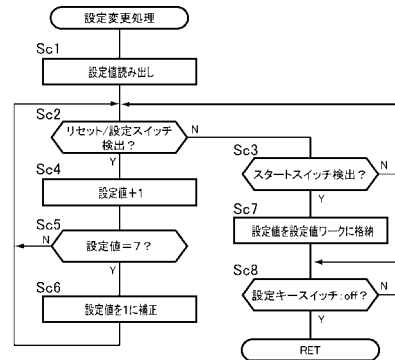 設定変更処理
Sc1
設定値読み出し
Sc2
リセット/設定スイッチ
検出?
N
Y
Sc3
スタートスイッチ検出?
N
Y
Sc4
設定値+1
Sc5
設定値=7?
N
Y
Sc7
設定値を設定値ワークに格納
Sc6
設定値を1に補正
Sc8
設定キースイッチ:off?
N
Y
RET